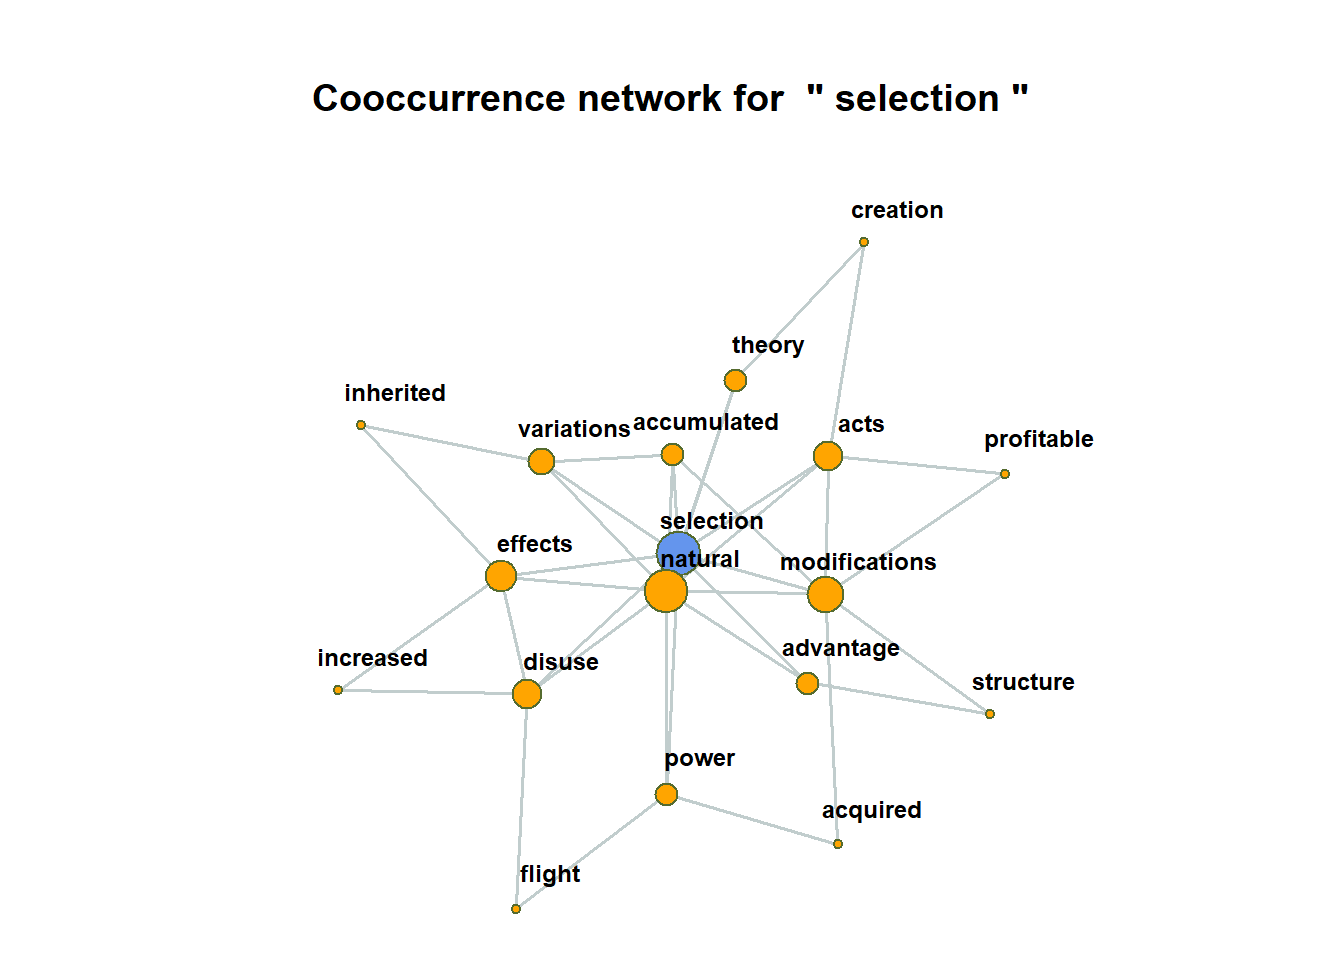 Cooccurrence network for  " selection "
creation
theory
inherited
accumulated
acts
variations
profitable
selection
effects
natural
modifications
advantage
increased
disuse
structure
power
acquired
flight